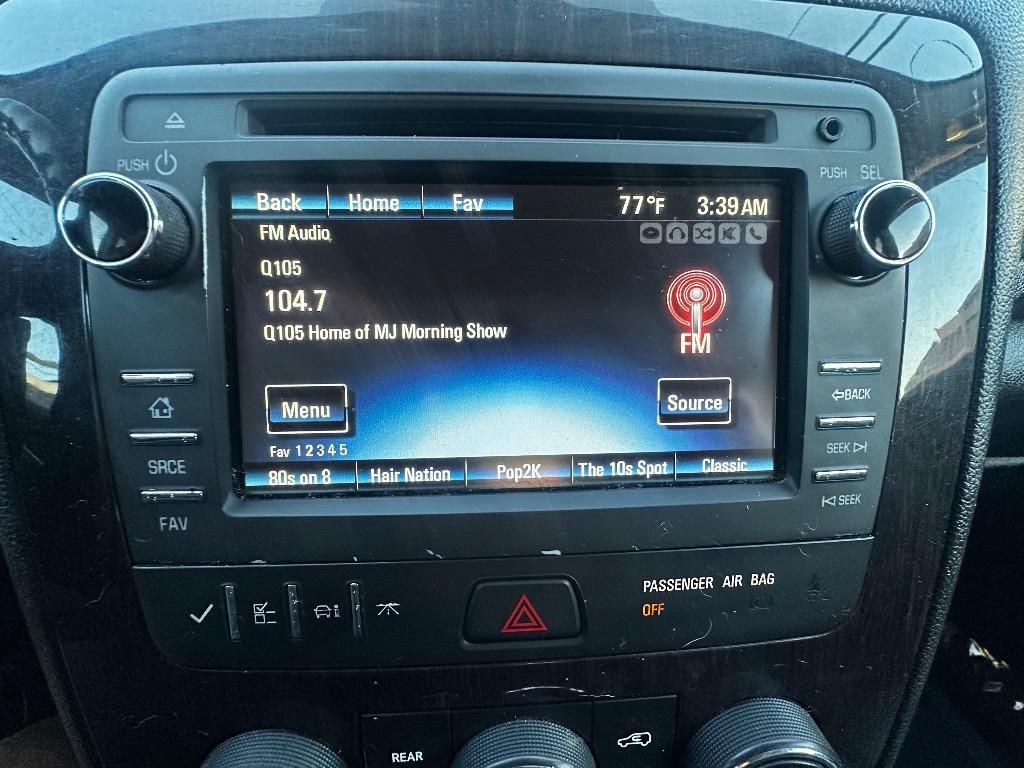 PUSH
PUSH SEL
Back Home Fav 77°F 3:39 AM
FM Audio
Q105
104.7
Q105 Home of MJ Morning Show
FM
Menu
Source
Fav 1 2 3 4 5
80s on 8 Hair Nation Pop2K The 10s Spot Classic
SRCE
FAV
BACK
SEEK
SEEK
PASSENGER AIR BAG
OFF
REAR